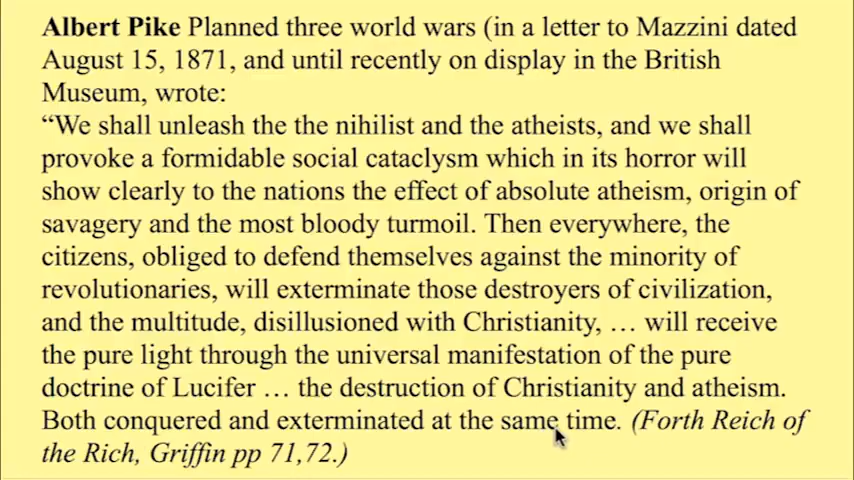 Albert Pike Planned three world wars (in a letter to Mazzini dated
August 15, 1871, and until recently on display in the British
Museum, wrote:
“We shall unleash the the nihilist and the atheists, and we shall
provoke a formidable social cataysm which in its horror will
show clearly to the nations the effect of absolute atheism, origin of
savagery and the most bloody turmoil. Then everywhere, the
citizens, obliged to defend themselves against the minority of
revolutionaries, will exterminate those destroyers of civilization,
and the multitude, disillusioned with Christianity, … will receive
the pure light through the universal manifestation of the pure
doctrine of Lucifer … the destruction of Christianity and atheism.
Both conquered and exterminated at the same time. (Forth Reich of
the Rich, Griffin pp 71,72.)